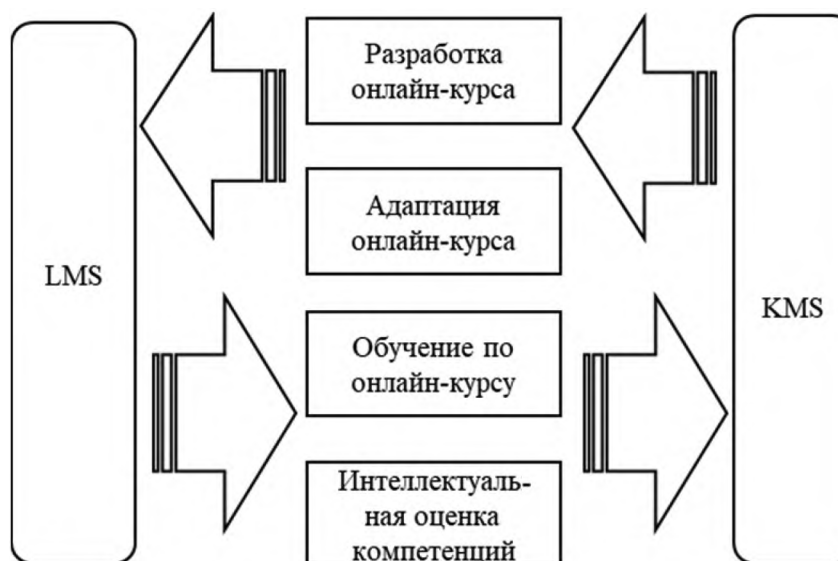 Разработка
онлайн-курса
Адаптация
онлайн-курса
LMS
KMS
Обучение по
онлайн-курсу
Интеллектуаль-
ная оценка
компетенций